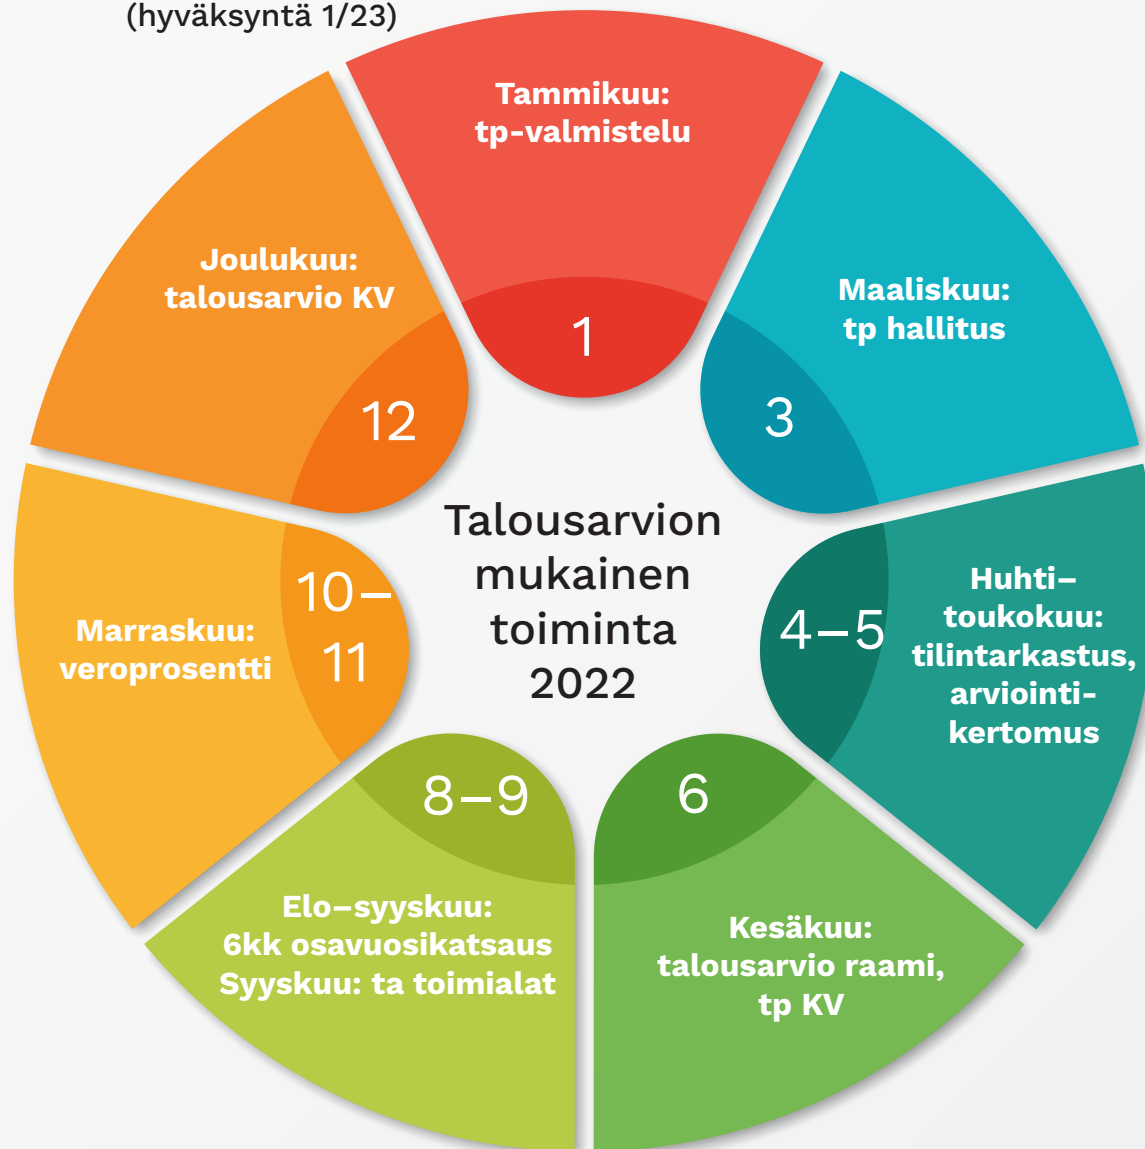 (hyväksyntä 1/23)
Tammikuu:
tp-valmistelu
1
Maaliskuu:
tp hallitus
3
Huhti–
toukokuu:
tilintarkastus,
arviointi-
kertomus
4–5
Kesäkuu:
talousarvio raami,
tp KV
6
Elo–syyskuu:
6kk osavuosikatsaus
Syyskuu: ta toimialat
8–9
Marraskuu:
veroprosentti
10–
11
Joulukuu:
talousarvio KV
12
Talousarvion
mukainen
toiminta
2022